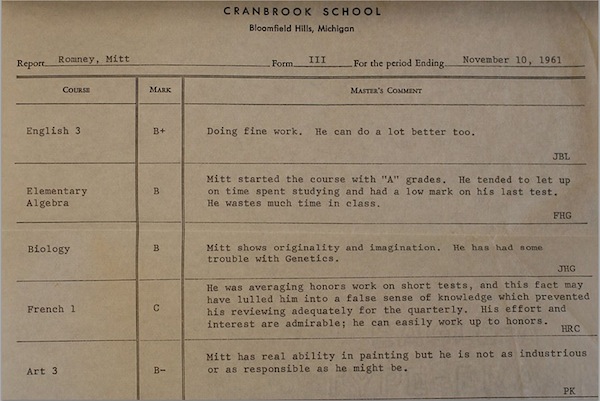 CRANBROOK SCHOOL
Bloomfield Hills, Michigan
Report Romney, Mitt Form III For the period Ending November 10, 1961
COURSE MARK MASTER'S COMMENT
English 3 B+ Doing fine work. He can do a lot better too.
JBL
Mitt started the course with "A" grades. He tended to let up
Elementary B on time spent studying and had a low mark on his last test.
Algebra He wastes much time in class.
FHG
Biology B Mitt shows originality and imagination. He has had some
trouble with Genetics.
JHG
He was averaging honors work on short tests, and this fact may
have lulled him into a false sense of knowledge which prevented
French 1 C his reviewing adequately for the quarterly. His effort and
interest are admirable; he can easily work up to honors.
HRC
Mitt has real ability in painting but he is not as industrious
Art 3 B- or as responsible as he might be.
PK